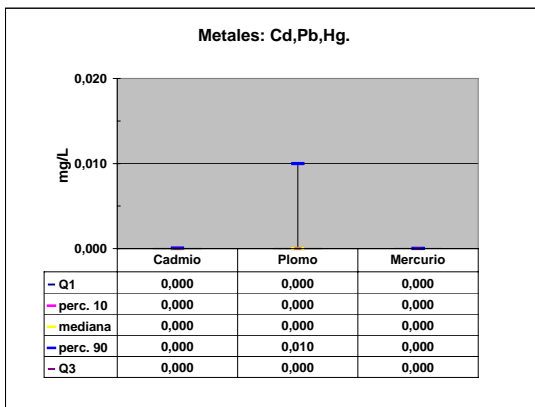 Metales: Cd,Pb,Hg.
0,020
0,010
0,000
mg/L
Cadmio Plomo Mercurio
Q1 0,000 0,000 0,000
perc. 10 0,000 0,000 0,000
mediana 0,000 0,000 0,000
perc. 90 0,000 0,010 0,000
Q3 0,000 0,000 0,000